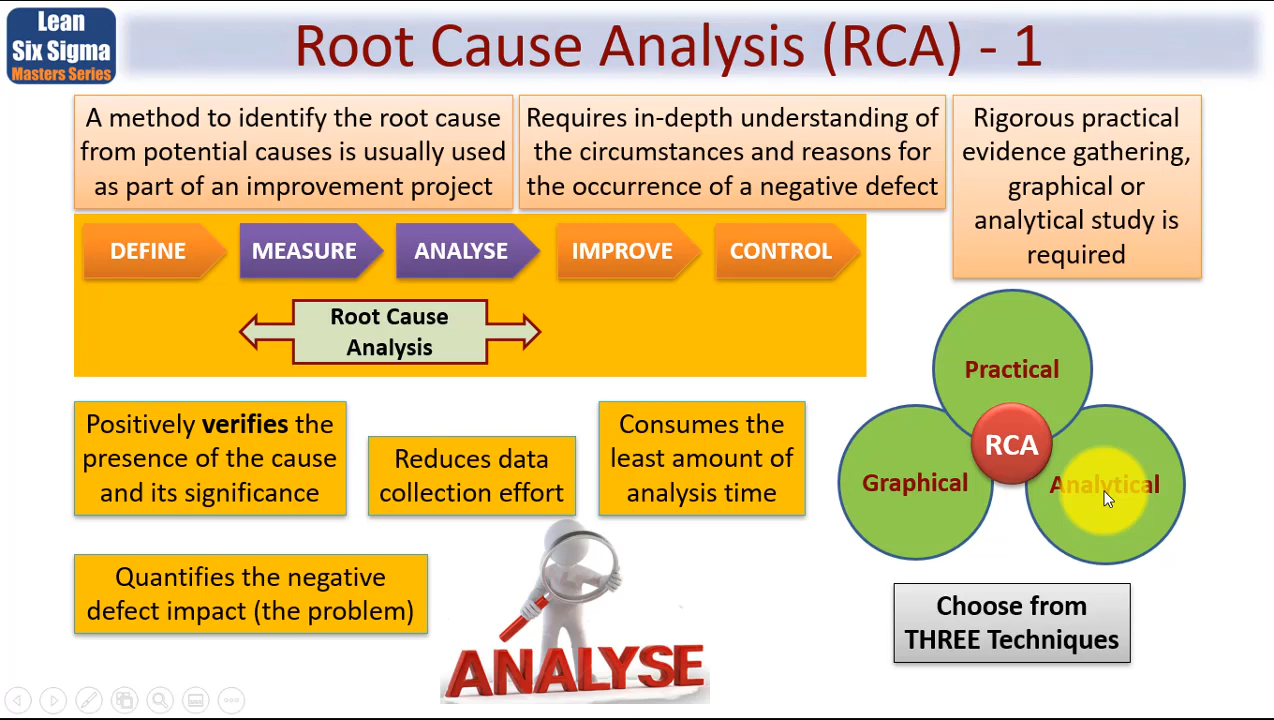 Lean
Six Sigma
Masters Series
Root Cause Analysis (RCA) - 1
A method to identify the root cause
from potential causes is usually used
as part of an improvement project
Requires in-depth understanding of
the circumstances and reasons for
the occurrence of a negative defect
Rigorous practical
evidence gathering,
graphical or
analytical study is
required
DEFINE
MEASURE
ANALYSE
IMPROVE
CONTROL
Root Cause
Analysis
Positively verifies the
presence of the cause
and its significance
Reduces data
collection effort
Consumes the
least amount of
analysis time
Practical
RCA
Graphical
Analytical
Quantifies the negative
defect impact (the problem)
ANALYSE
Choose from
THREE Techniques